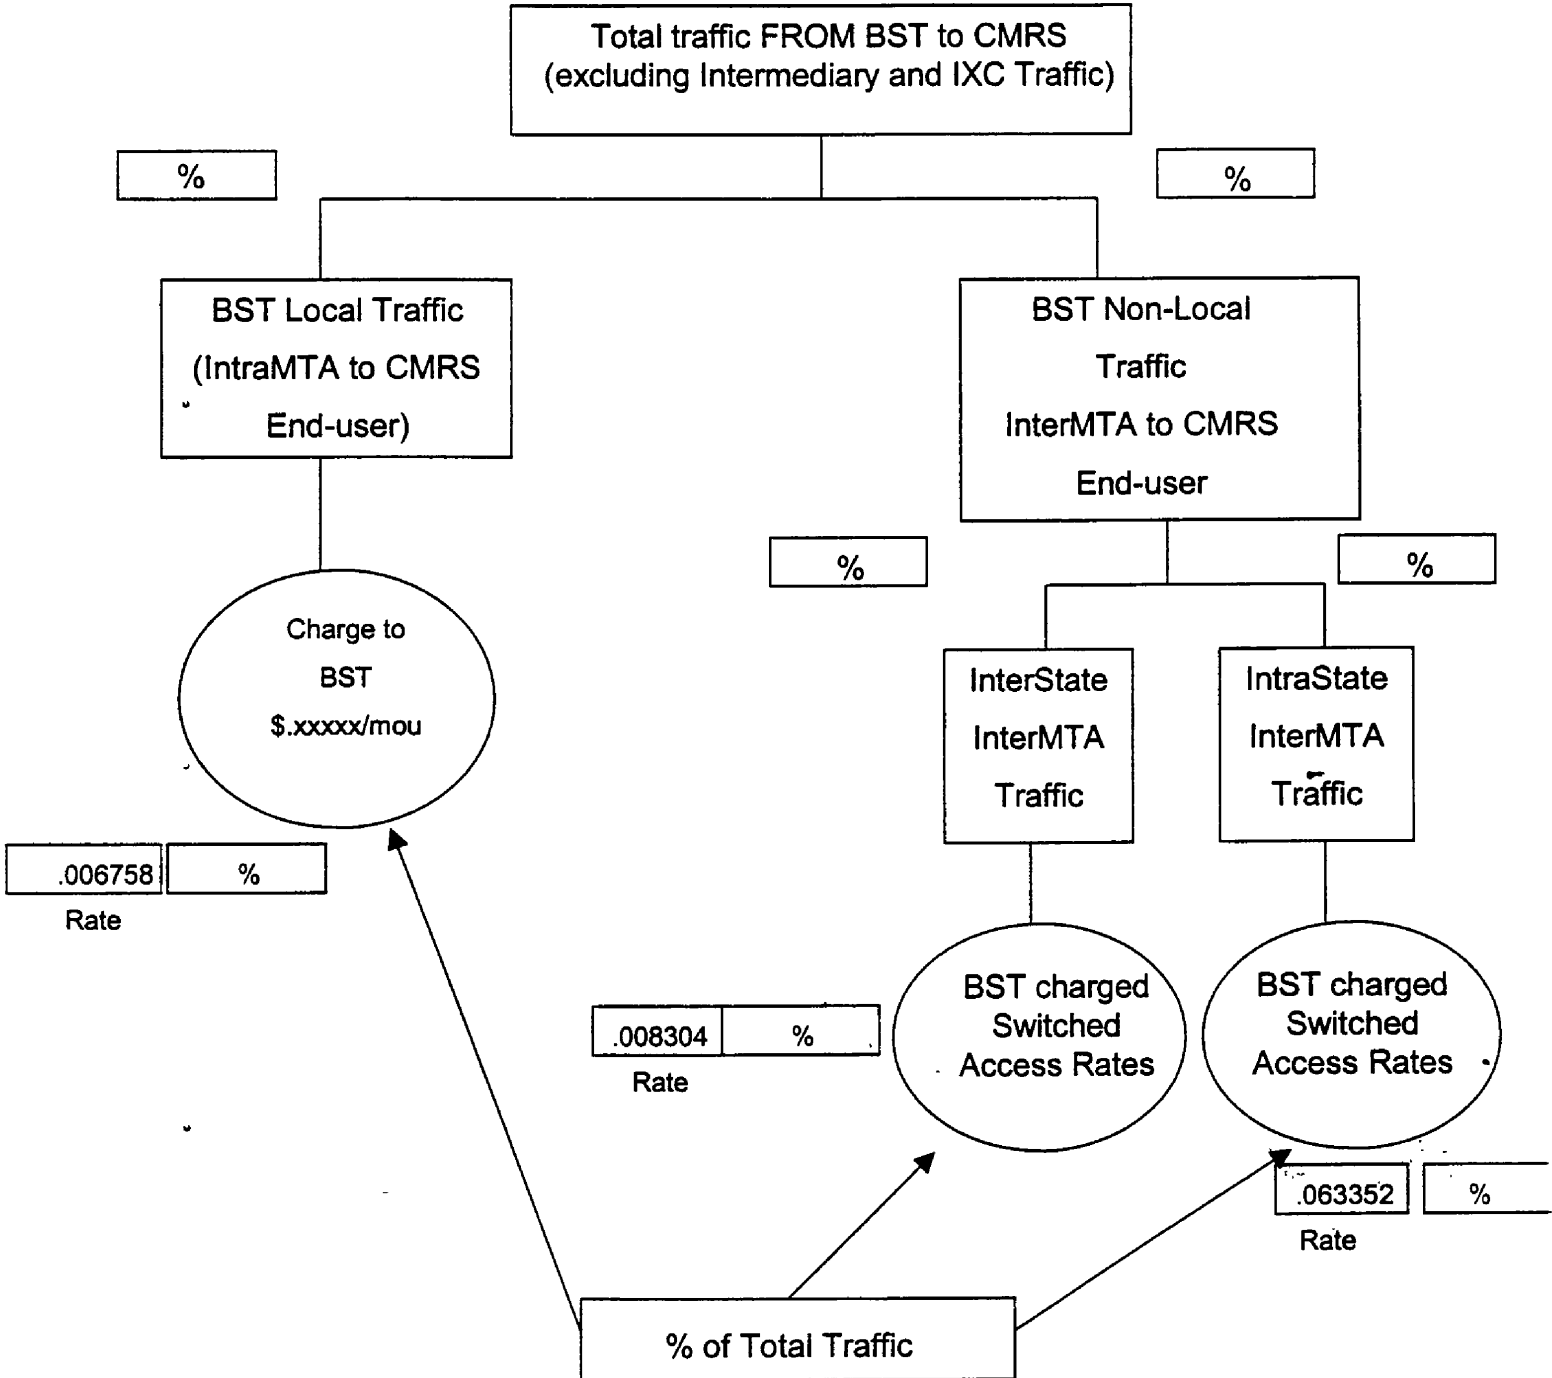 Total traffic FROM BST to CMRS
(excluding Intermediary and IXC Traffic)
%
%
BST Local Traffic
(IntraMTA to CMRS
End-user)
BST Non-Local
Traffic
InterMTA to CMRS
End-user
%
%
Charge to
BST
$.xxxxx/mou
InterState
InterMTA
Traffic
IntraState
InterMTA
Traffic
.006758
%
Rate
BST charged
Switched
Access Rates
BST charged
Switched
Access Rates
.008304
%
Rate
.063352
%
Rate
% of Total Traffic